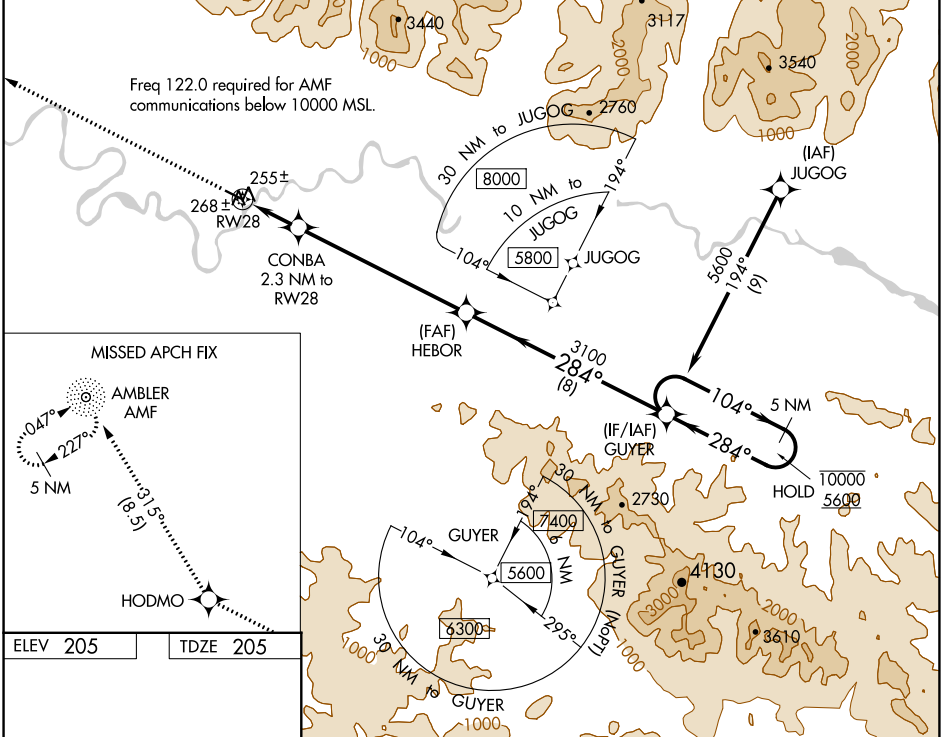 3440
3117
3540
1000
2000
2000
1000
Freq 122.0 required for AMF
communications below 10000 MSL.
2760
30 NM to JUGOG
194°
8000
10 NM to
JUGOG
5800
104°
JUGOG
(IAF)
JUGOG
5600
194°
(9)
255±
268±
RW28
CONBA
2.3 NM to
RW28
(FAF)
HEBOR
3100
284°
(8)
104°
5 NM
284°
(IF/IAF)
GUYER
HOLD
10000
5600
MISSED APCH FIX
AMBLER
AMF
047°
227°
5 NM
315°
(8.5)
HODMO
ELEV 205
TDZE 205
30 NM to GUYER (NoPT)
194°
7400
NM
2730
104°
GUYER
5600
295°
6300
30 NM to
GUYER
4130
3000
2000
3610
1000
1000
1000
1000